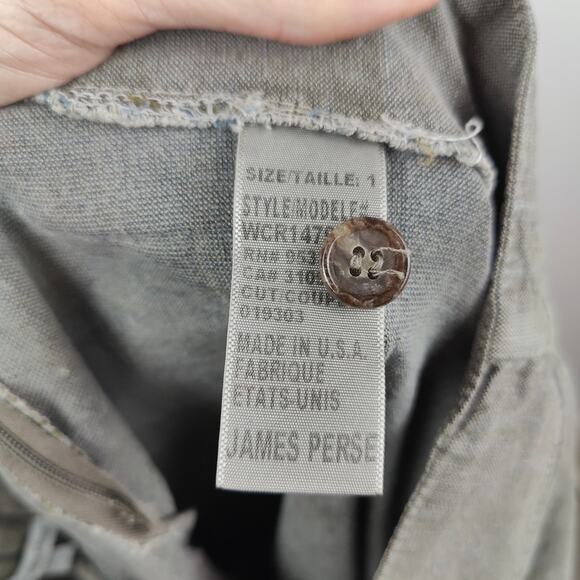 SIZE/TAILLE: 1
STYLE/MODELE#
WCR147
RN# 95
CA# 310
CUT COUP
019303
MADE IN U.S.A.
FABRIQUE
ETATS UNIS
JAMES PERSE